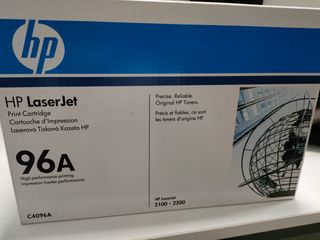 hp
HP LaserJet
Print Cartridge
Cartouche d'impression
Laserová Tisková Kazeta HP
96A
High performance printing
Impression hautes performances
C4096A
Precise. Reliable.
Original HP Toners.
Précis et fiables, ce sont
les toners d'origine HP.
HP LaserJet
2100 • 2200